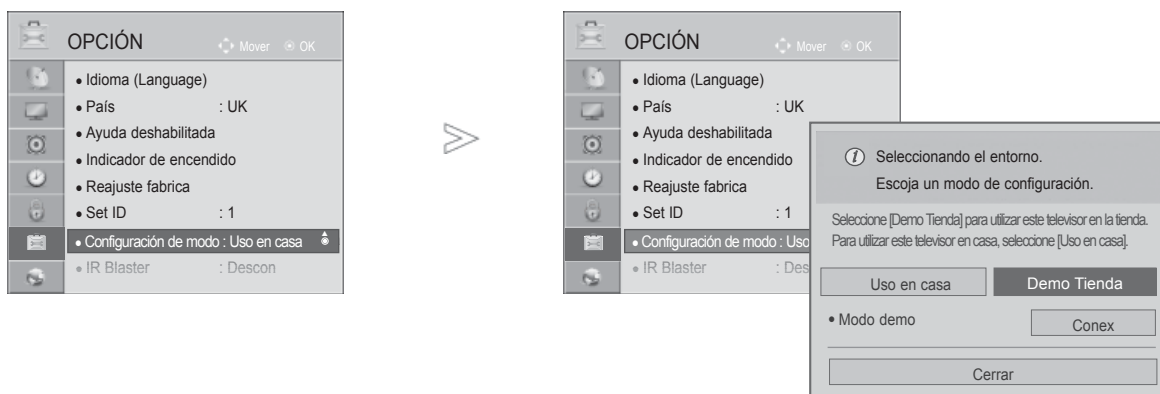 OPCIÓN
Mover OK
• Idioma (Language)
• País : UK
• Ayuda deshabilitada
• Indicador de encendido
• Reajuste fabrica
• Set ID : 1
• Configuración de modo : Uso en casa
• IR Blaster : Descon
OPCIÓN
Mover OK
• Idioma (Language)
• País : UK
• Ayuda deshabilitada
• Indicador de encendido
• Reajuste fabrica
• Set ID : 1
• Configuración de modo : Uso
• IR Blaster : Des
Seleccionando el entorno.
Escoja un modo de configuración.
Seleccione [Demo Tienda] para utilizar este televisor en la tienda.
Para utilizar este televisor en casa, seleccione [Uso en casa].
Uso en casa
Demo Tienda
• Modo demo
Conex
Cerrar